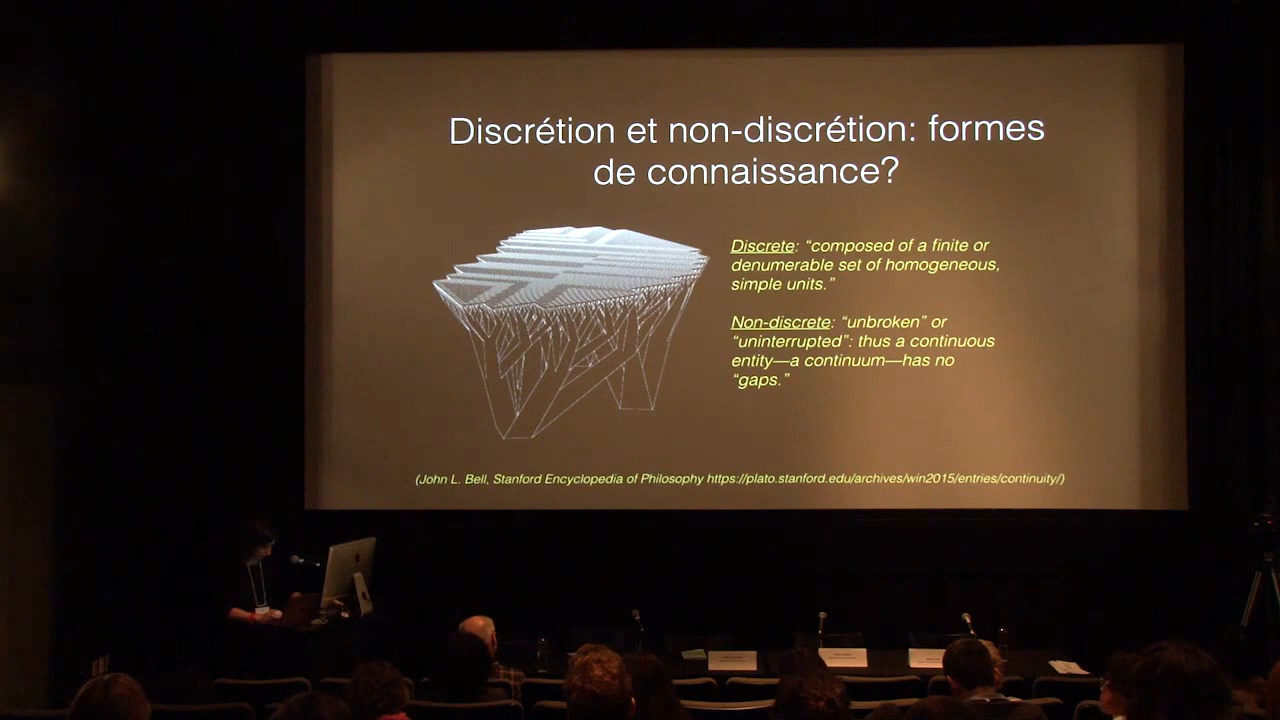 Discrétion et non-discrétion: formes
de connaissance?
Discrete: “composed of a finite or
denumerable set of homogeneous,
simple units.”
Non-discrete: “unbroken” or
“uninterrupted”: thus a continuous
entity—a continuum—has no
“gaps.”
(John L. Bell, Stanford Encyclopedia of Philosophy https://plato.stanford.edu/archives/win2015/entries/continuity/)